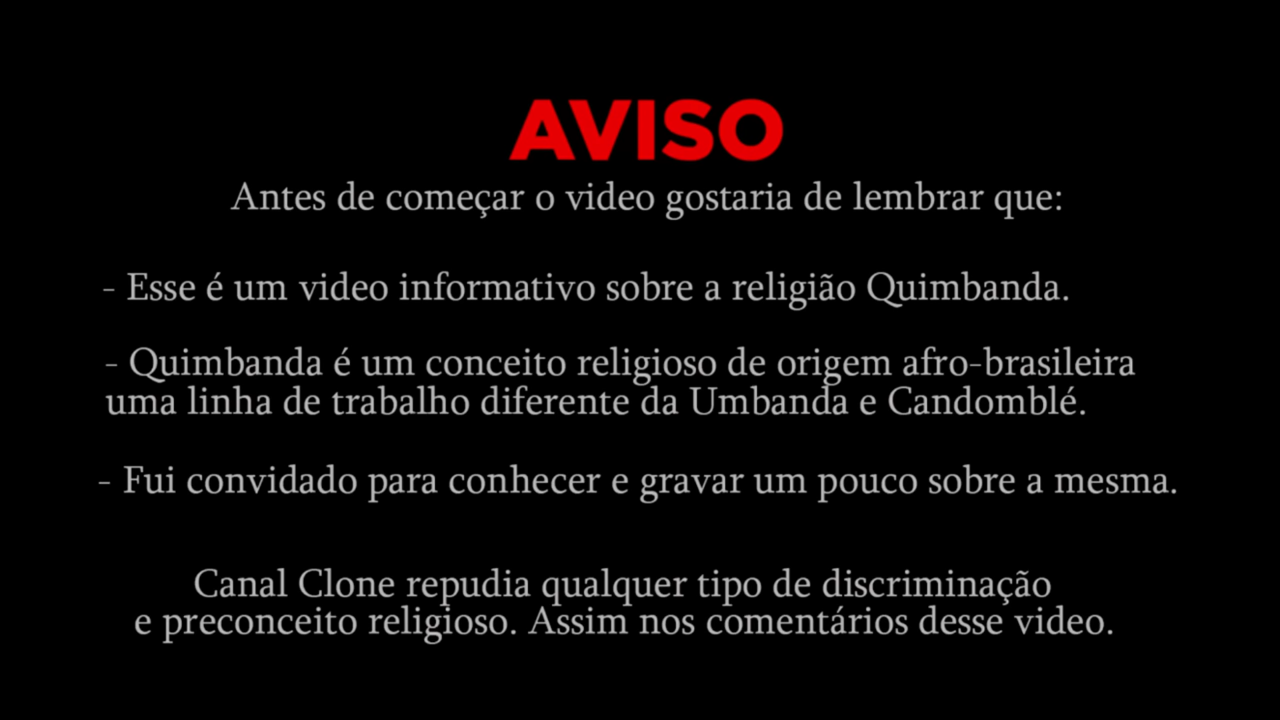 AVISO
Antes de começar o video gostaria de lembrar que:
- Esse é um video informativo sobre a religião Quimbanda.
- Quimbanda é um conceito religioso de origem afro-brasileira
uma linha de trabalho diferente da Umbanda e Candomblé.
- Fui convidado para conhecer e gravar um pouco sobre a mesma.
Canal Clone repudia qualquer tipo de discriminação
e preconceito religioso. Assim nos comentários desse video.